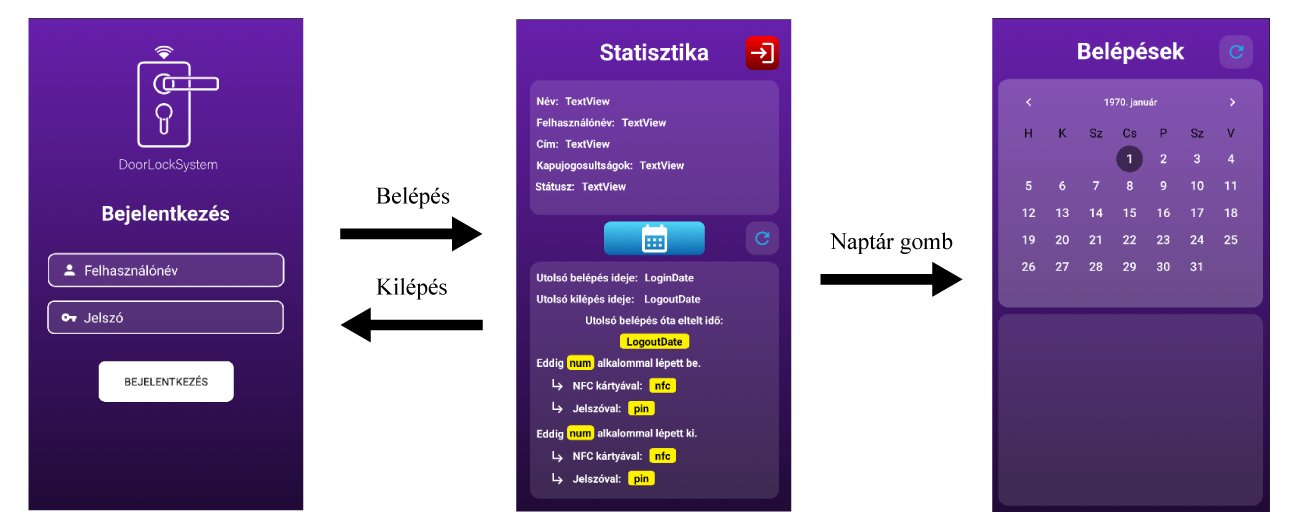 DoorLockSystem
Bejelentkezés
Felhasználónév
Jelszó
BEJELENTKEZÉS
Belépés
Kilépés
Statisztika
Név: TextView
Felhasználónév: TextView
Cím: TextView
Kapujogosultságok: TextView
Státusz: TextView
Utolsó belépés ideje: LoginDate
Utolsó kilépés ideje: LogoutDate
Utolsó belépés óta eltelt idő:
LogoutDate
Eddig num alkalommal lépett be.
NFC kártyával: nfc
Jelszóval: pin
Eddig num alkalommal lépett ki.
NFC kártyával: nfc
Jelszóval: pin
Naptár gomb
Belépések
1970. január
H K Sz Cs P Sz V
1 2 3 4
5 6 7 8 9 10 11
12 13 14 15 16 17 18
19 20 21 22 23 24 25
26 27 28 29 30 31